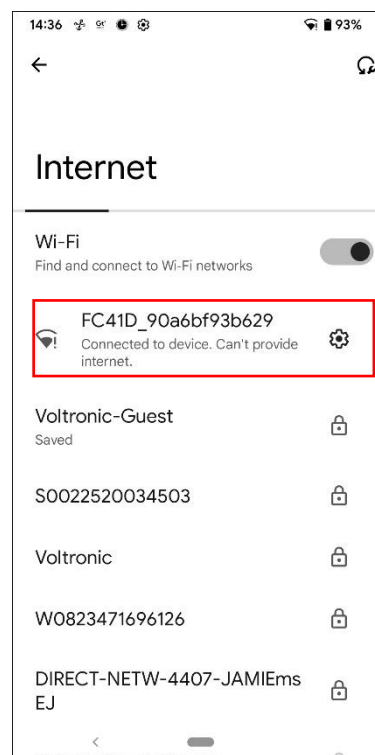 14:36 93%
Internet
Wi-Fi
Find and connect to Wi-Fi networks
FC41D_90a6bf93b629
Connected to device. Can't provide
internet.
Voltronic-Guest
Saved
S0022520034503
Voltronic
W0823471696126
DIRECT-NETW-4407-JAMIEms
EJ